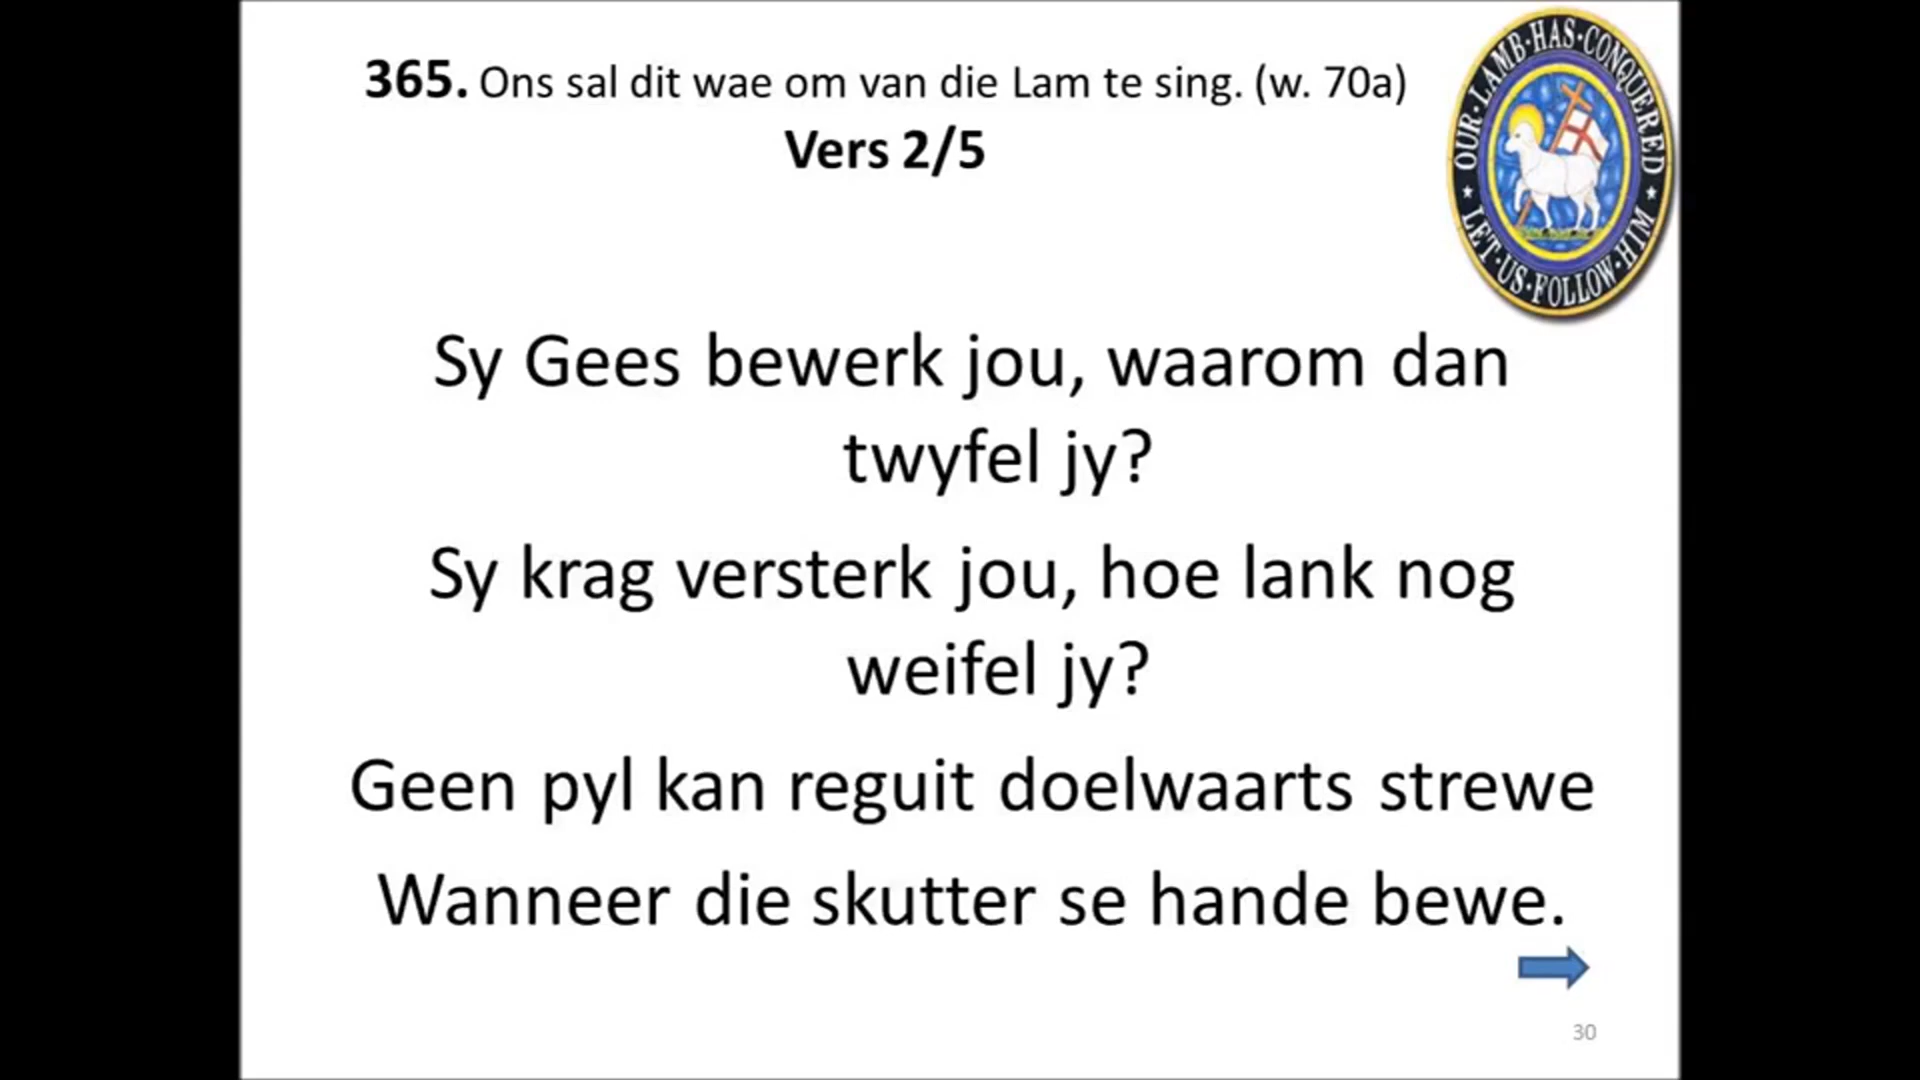 365. Ons sal dit wae om van die Lam te sing. (w. 70a)
Vers 2/5
OUR·LAMB·HAS·CONQUERED
LET·US·FOLLOW·HIM
Sy Gees bewerk jou, waarom dan
twyfel jy?
Sy krag versterk jou, hoe lank nog
weifel jy?
Geen pyl kan reguit doelwaarts strewe
Wanneer die skutter se hande bewe.
30